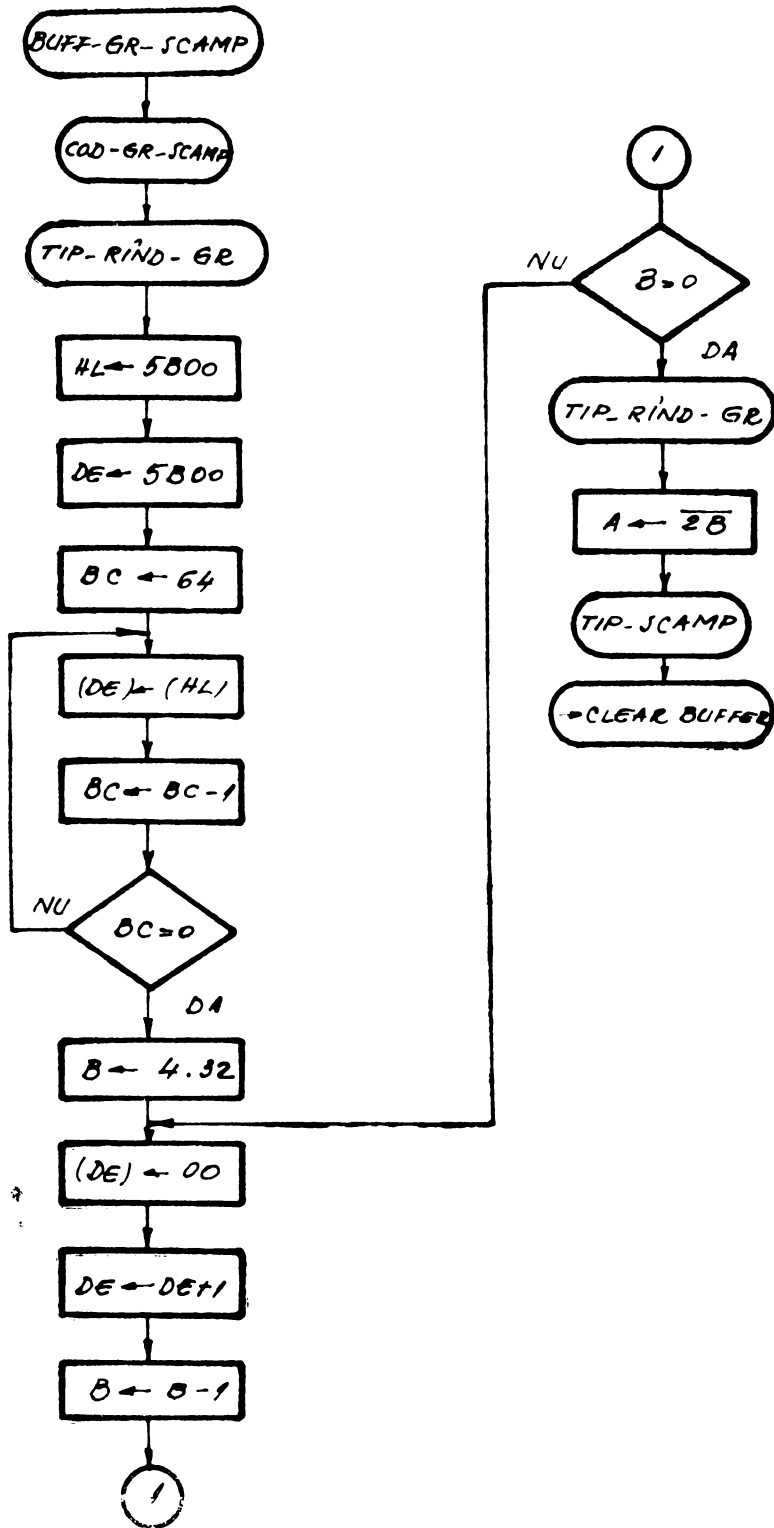 BUFF-GR-SCAMP
COD-GR-SCAMP
TIP-RÎND-GR
HL ← 5B00
DE ← 5B00
BC ← 64
(DE) ← (HL)
BC ← BC-1
BC=0
NU
DA
B ← 4.32
(DE) ← 00
DE ← DE+1
B ← B-1
1
1
B=0
NU
DA
TIP_RÎND-GR
A ← 2B̅
TIP-SCAMP
→CLEAR BUFFER